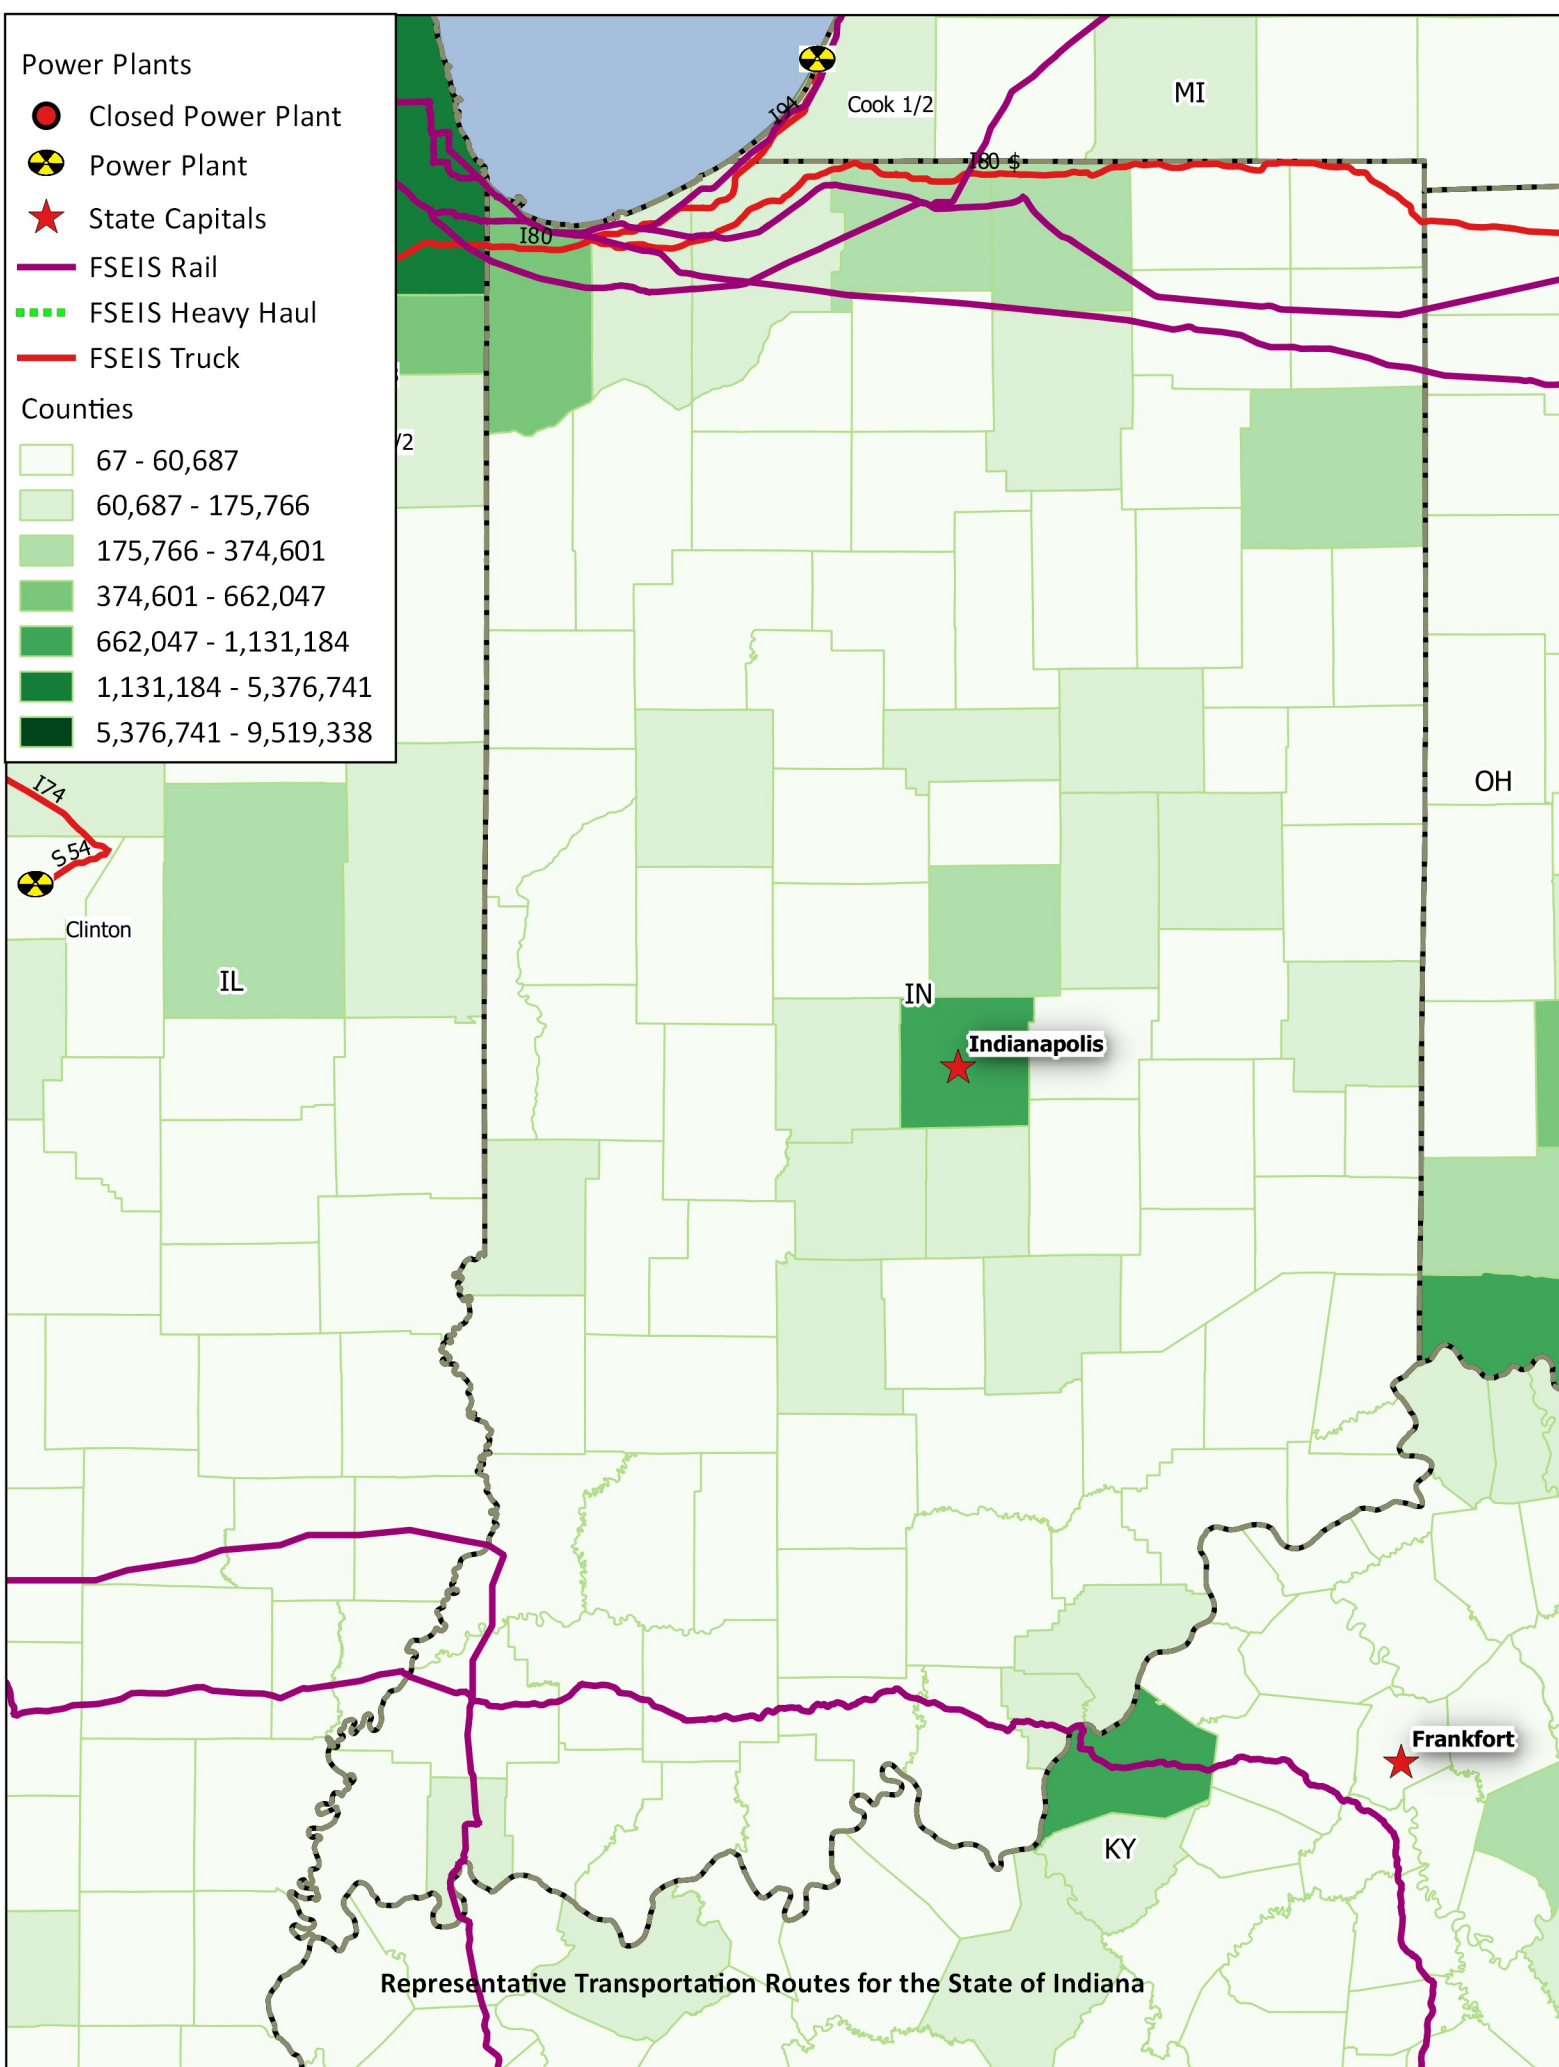 Power Plants
Closed Power Plant
Power Plant
State Capitals
FSEIS Rail
FSEIS Heavy Haul
FSEIS Truck
Counties
67 - 60,687
60,687 - 175,766
175,766 - 374,601
374,601 - 662,047
662,047 - 1,131,184
1,131,184 - 5,376,741
5,376,741 - 9,519,338
I94
Cook 1/2
MI
I80 $
I80
/2
I74
S 54
Clinton
IL
OH
IN
Indianapolis
Frankfort
KY
Representative Transportation Routes for the State of Indiana